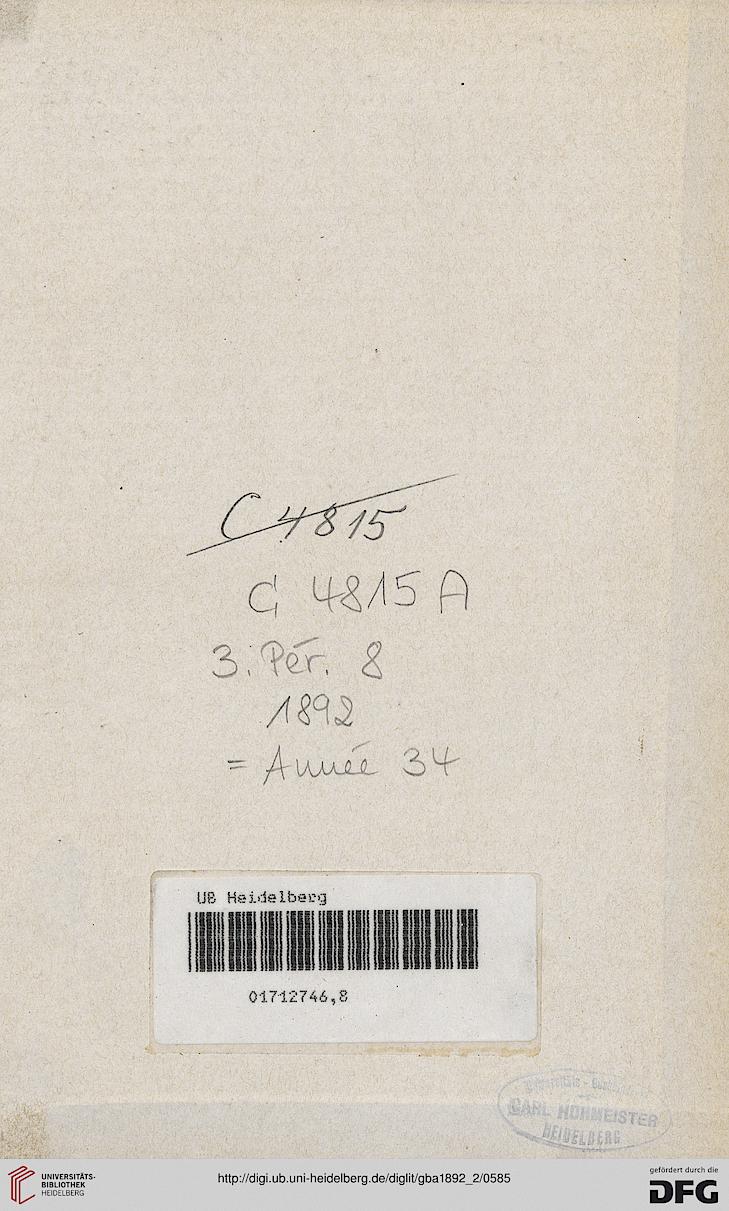 C 4815
C 4815 A
3. Pér. 8
1892
= Année 34
UB Heidelberg
01712746,8
CARL HOHMEISTER
HEIDELBERG
UNIVERSITÄTS-
BIBLIOTHEK
HEIDELBERG
http://digi.ub.uni-heidelberg.de/diglit/gba1892_2/0585
gefördert durch die
DFG